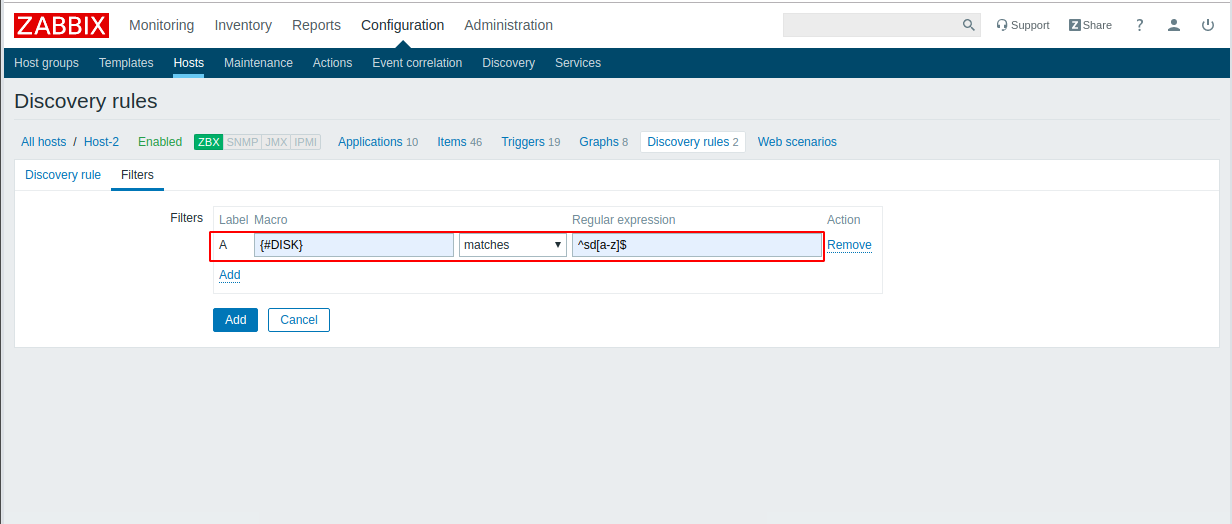 ZABBIX Monitoring Inventory Reports Configuration Administration Support Z Share ?
Host groups Templates Hosts Maintenance Actions Event correlation Discovery Services
Discovery rules
All hosts / Host-2 Enabled ZBX SNMP JMX IPMI Applications 10 Items 46 Triggers 19 Graphs 8 Discovery rules 2 Web scenarios
Discovery rule Filters
Filters Label Macro Regular expression Action
A {#DISK} matches ^sd[a-z]$ Remove
Add
Add Cancel